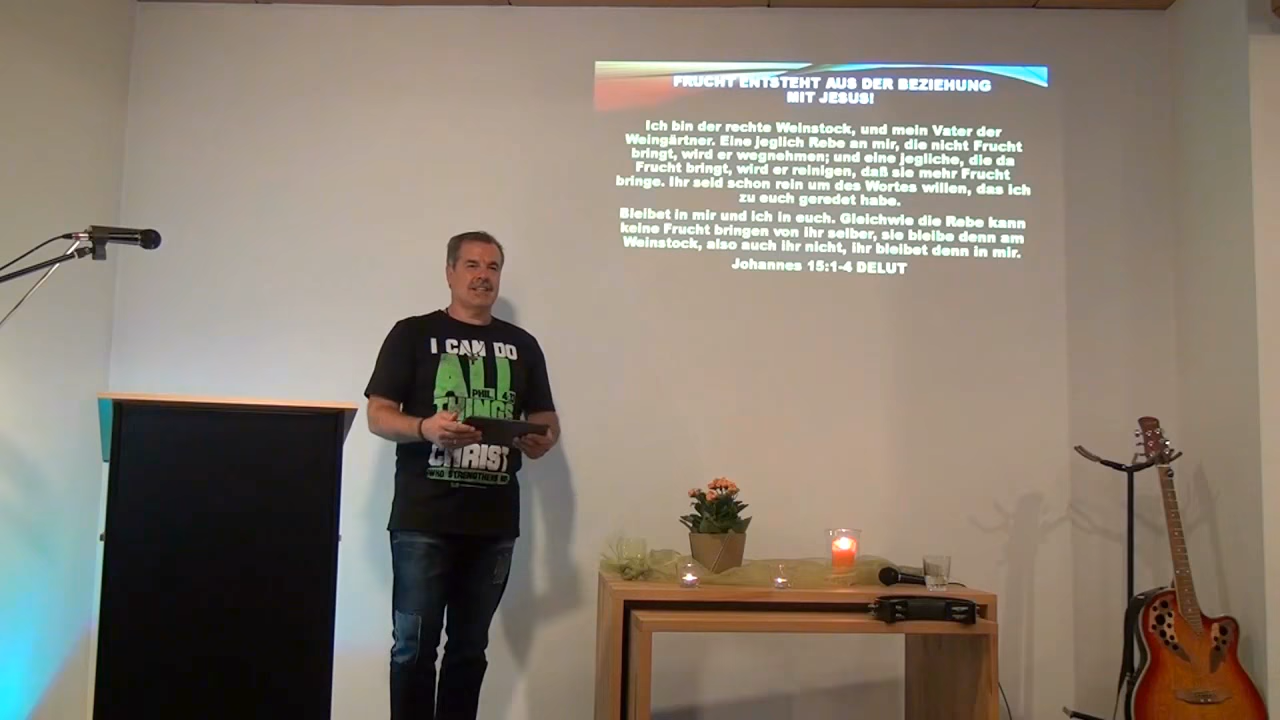 FRUCHT ENTSTEHT AUS DER BEZIEHUNG
MIT JESUS!
Ich bin der rechte Weinstock, und mein Vater der
Weingärtner. Eine jeglich Rebe an mir, die nicht Frucht
bringt, wird er wegnehmen; und eine jegliche, die da
Frucht bringt, wird er reinigen, daß sie mehr Frucht
bringe. Ihr seid schon rein um des Wortes willen, das ich
zu euch geredet habe.
Bleibet in mir und ich in euch. Gleichwie die Rebe kann
keine Frucht bringen von ihr selber, sie bleibe denn am
Weinstock, also auch ihr nicht, ihr bleibet denn in mir.
Johannes 15:1-4 DELUT
I CAN DO
ALL
PHIL
THINGS
CHRIST
WHO STRENGTHENS